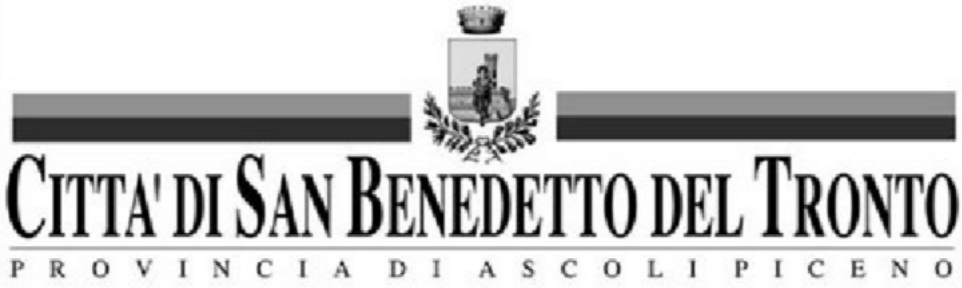 CITTA' DI SAN BENEDETTO DEL TRONTO
PROVINCIA DI ASCOLI PICENO